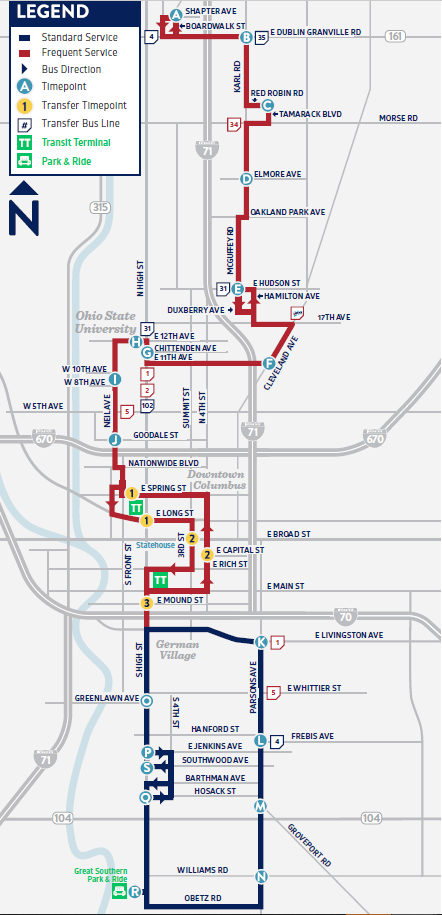 LEGEND
Standard Service
Frequent Service
Bus Direction
A Timepoint
1 Transfer Timepoint
# Transfer Bus Line
TT Transit Terminal
Park & Ride
N
SHAPTER AVE
A
BOARDWALK ST
4
B
35
E DUBLIN GRANVILLE RD
161
KARL RD
RED ROBIN RD
C
TAMARACK BLVD
34
MORSE RD
71
D
ELMORE AVE
315
OAKLAND PARK AVE
MCGUFFEY RD
N HIGH ST
31
E
E HUDSON ST
HAMILTON AVE
DUXBERRY AVE
17TH AVE
Ohio State
University
31
E 12TH AVE
H
CHITTENDEN AVE
G
E 11TH AVE
F
CLEVELAND AVE
W 10TH AVE
I
1
W 8TH AVE
2
NEIL AVE
102
SUMMIT ST
N 4TH ST
W 5TH AVE
5
670
J
GOODALE ST
71
670
NATIONWIDE BLVD
Downtown
Columbus
1
E SPRING ST
TT
1
E LONG ST
E BROAD ST
2
Statehouse
3RD ST
2
E CAPITAL ST
E RICH ST
S FRONT ST
TT
E MAIN ST
3
E MOUND ST
70
German
Village
K
1
E LIVINGSTON AVE
S HIGH ST
PARSONS AVE
5
E WHITTIER ST
GREENLAWN AVE
O
S 4TH ST
HANFORD ST
L
4
FREBIS AVE
P
E JENKINS AVE
71
S
SOUTHWOOD AVE
BARTHMAN AVE
HOSACK ST
Q
M
104
104
GROVEPORT RD
Great Southern
Park & Ride
R
WILLIAMS RD
N
OBETZ RD